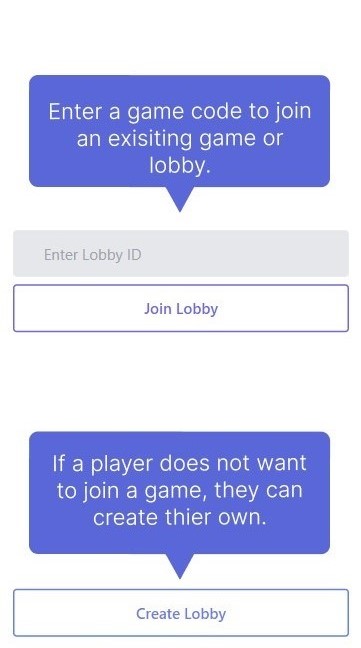 Enter a game code to join
an exisiting game or
lobby.
Enter Lobby ID
Join Lobby
If a player does not want
to join a game, they can
create thier own.
Create Lobby